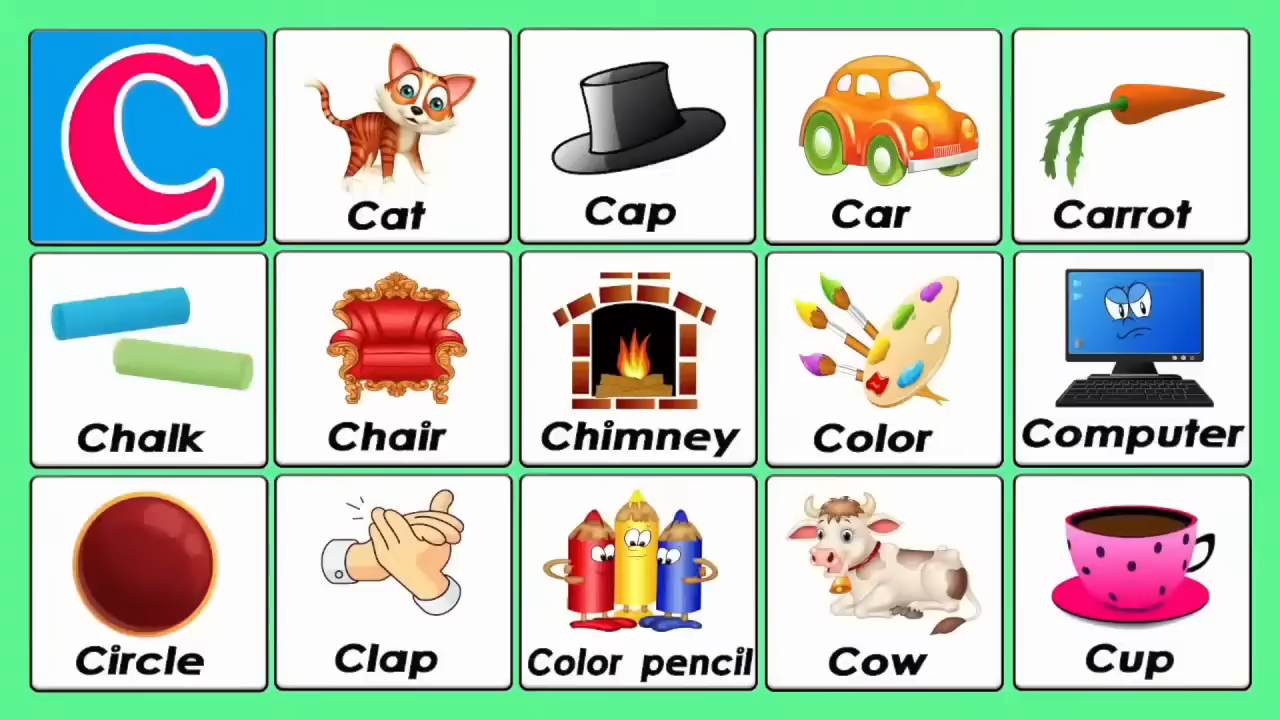 C
Cat
Cap
Car
Carrot
Chalk
Chair
Chimney
Color
Computer
Circle
Clap
Color pencil
Cow
Cup